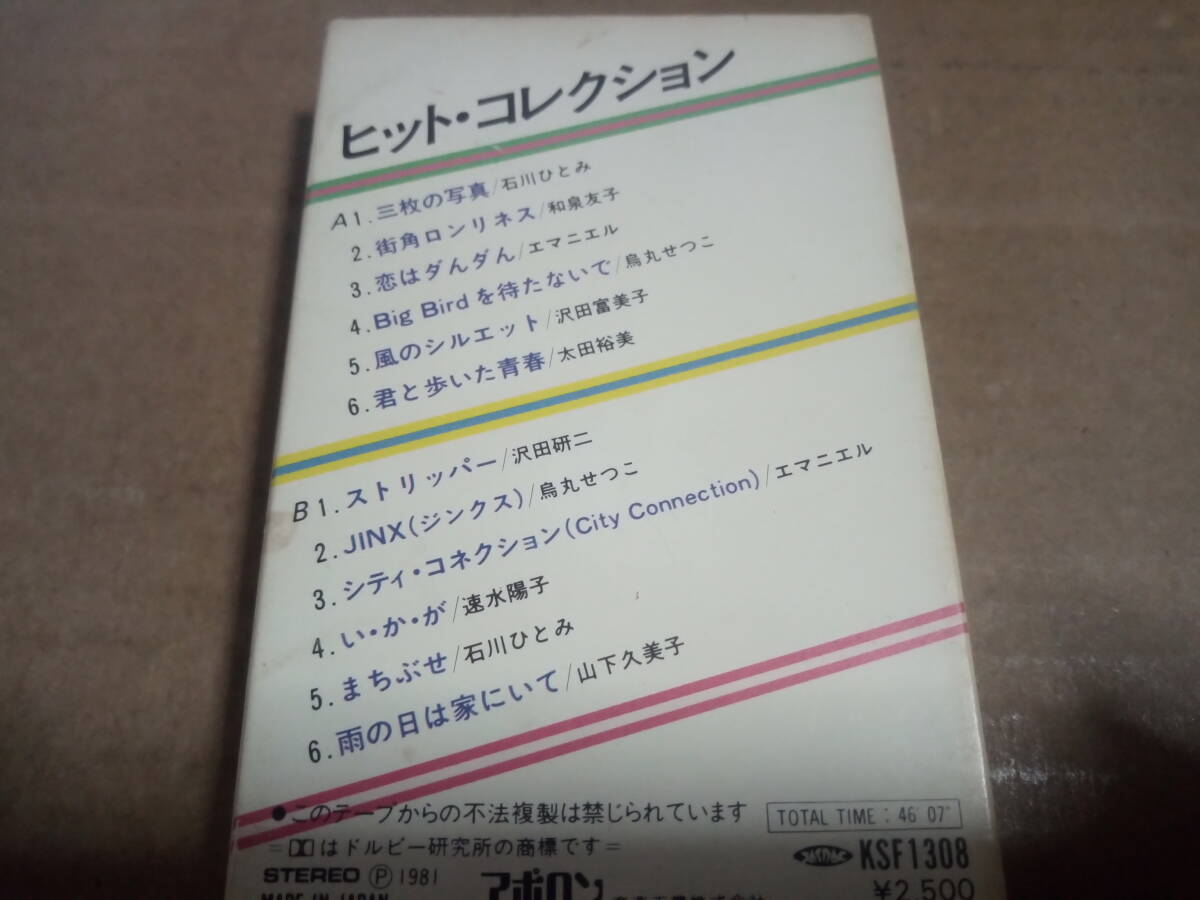 ヒット・コレクション
A 1. 三枚の写真/石川ひとみ
2. 街角ロンリネス/和泉友子
3. 恋はダんダん/エマニエル
4. Big Birdを待たないで/烏丸せつこ
5. 風のシルエット/沢田富美子
6. 君と歩いた青春/太田裕美
B 1. ストリッパー/沢田研二
2. JINX(ジンクス)/烏丸せつこ
3. シティ・コネクション(City Connection)/エマニエル
4. い・か・が/速水陽子
5. まちぶせ/石川ひとみ
6. 雨の日は家にいて/山下久美子
●このテープからの不法複製は禁じられています
TOTAL TIME : 46′07″
=はドルビー研究所の商標です=
JASRAC KSF1308
STEREO Ⓟ1981 アポロン ¥2,500
MADE IN JAPAN